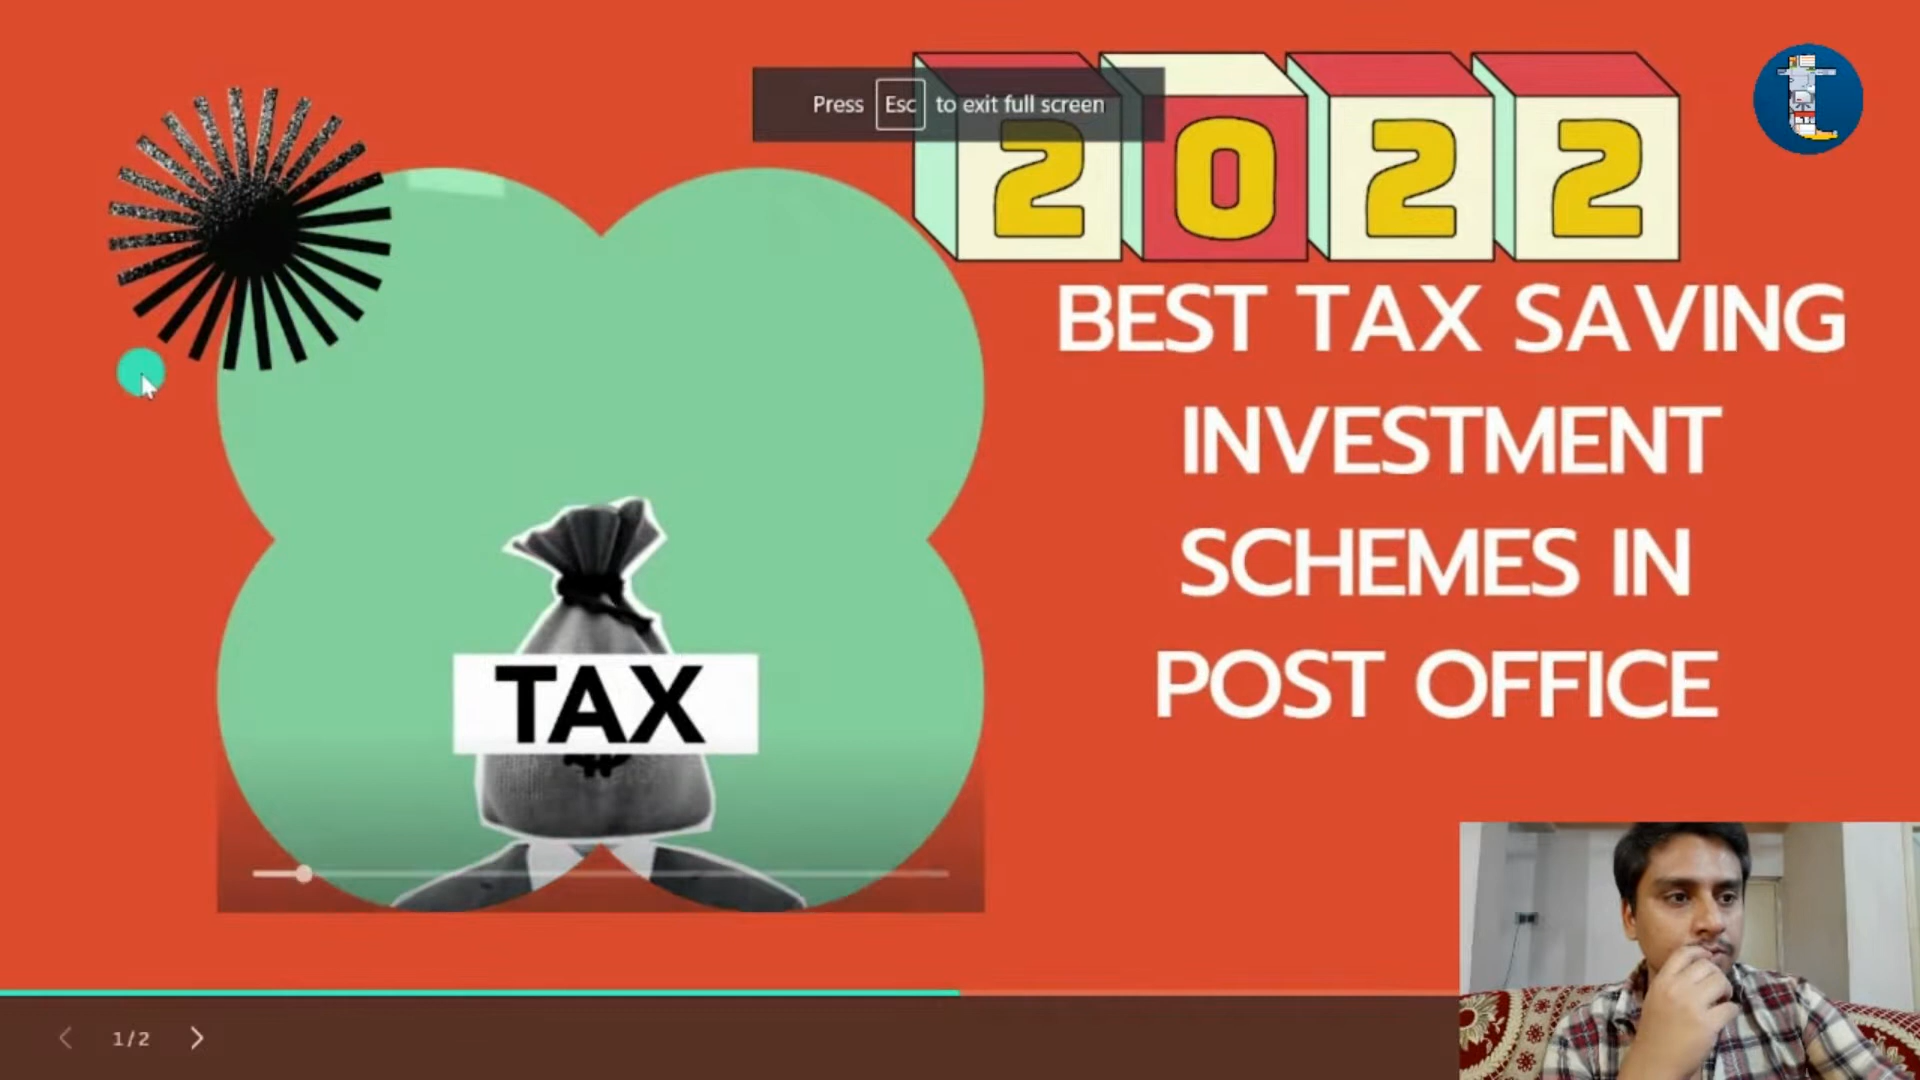 Press Esc to exit full screen
2022
BEST TAX SAVING
INVESTMENT
SCHEMES IN
POST OFFICE
TAX
1/2